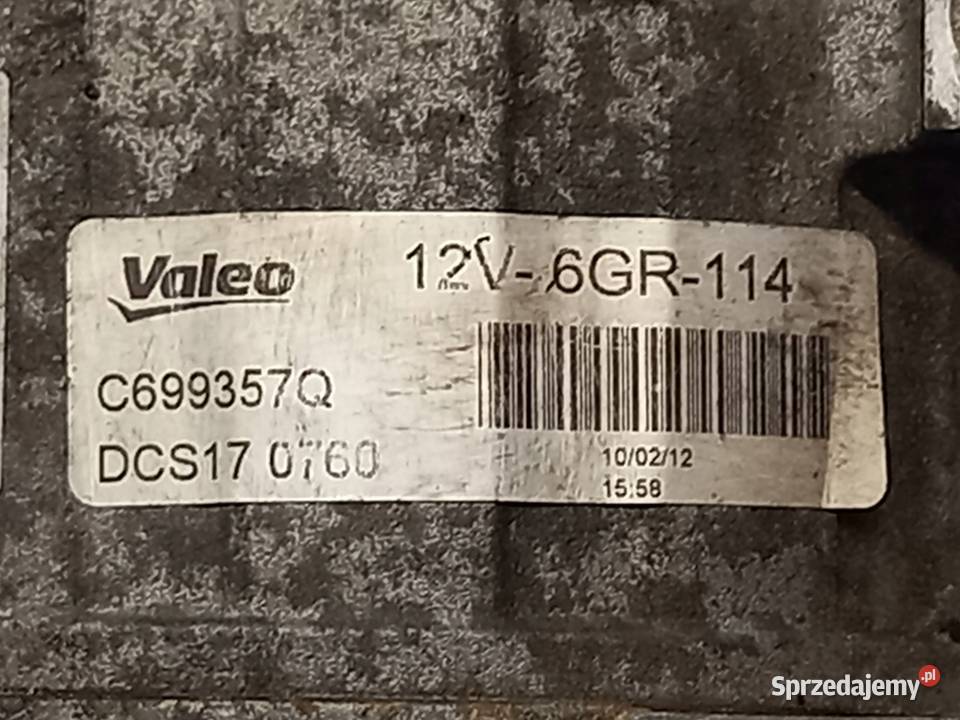 Valeo
12V- 6GR-114
C699357Q
DCS17 0760
10/02/12
15:58
Sprzedajemy.pl